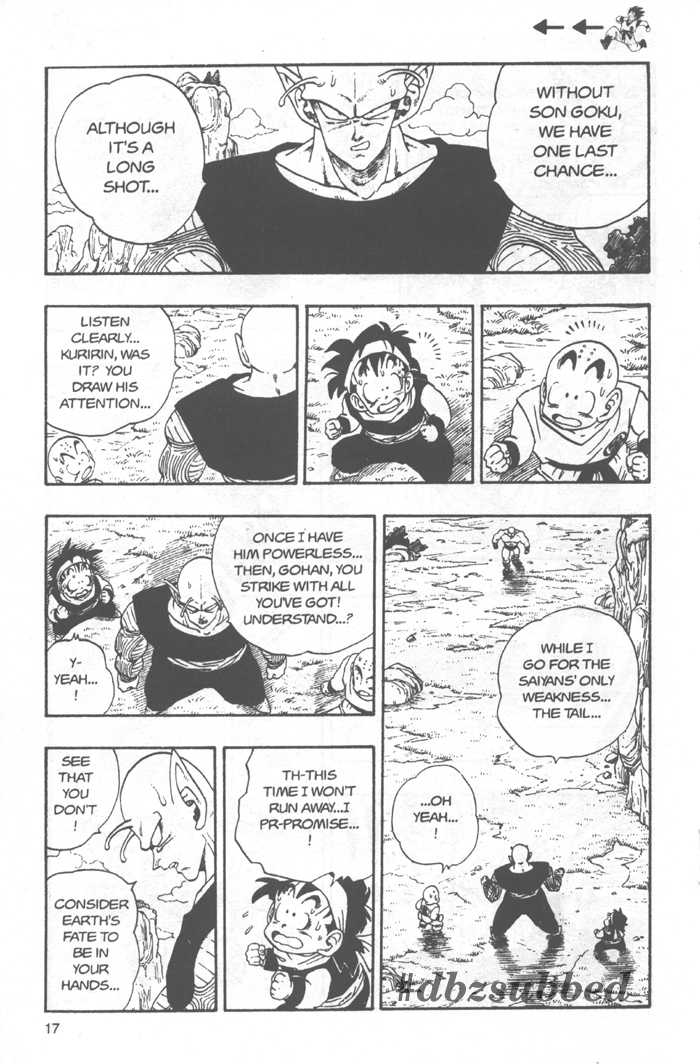 WITHOUT
SON GOKU,
WE HAVE
ONE LAST
CHANCE...
ALTHOUGH
IT'S A
LONG
SHOT...
LISTEN
CLEARLY...
KURIRIN, WAS
IT? YOU
DRAW HIS
ATTENTION...
WHILE I
GO FOR THE
SAIYANS' ONLY
WEAKNESS...
THE TAIL...
...OH
YEAH...
!
ONCE I HAVE
HIM POWERLESS...
THEN, GOHAN, YOU
STRIKE WITH ALL
YOU'VE GOT!
UNDERSTAND...?
Y-
YEAH...
!
TH-THIS
TIME I WON'T
RUN AWAY...I
PR-PROMISE...
!
SEE
THAT
YOU
DON'T
!
CONSIDER
EARTH'S
FATE TO
BE IN
YOUR
HANDS...
#dbzsubbed
17